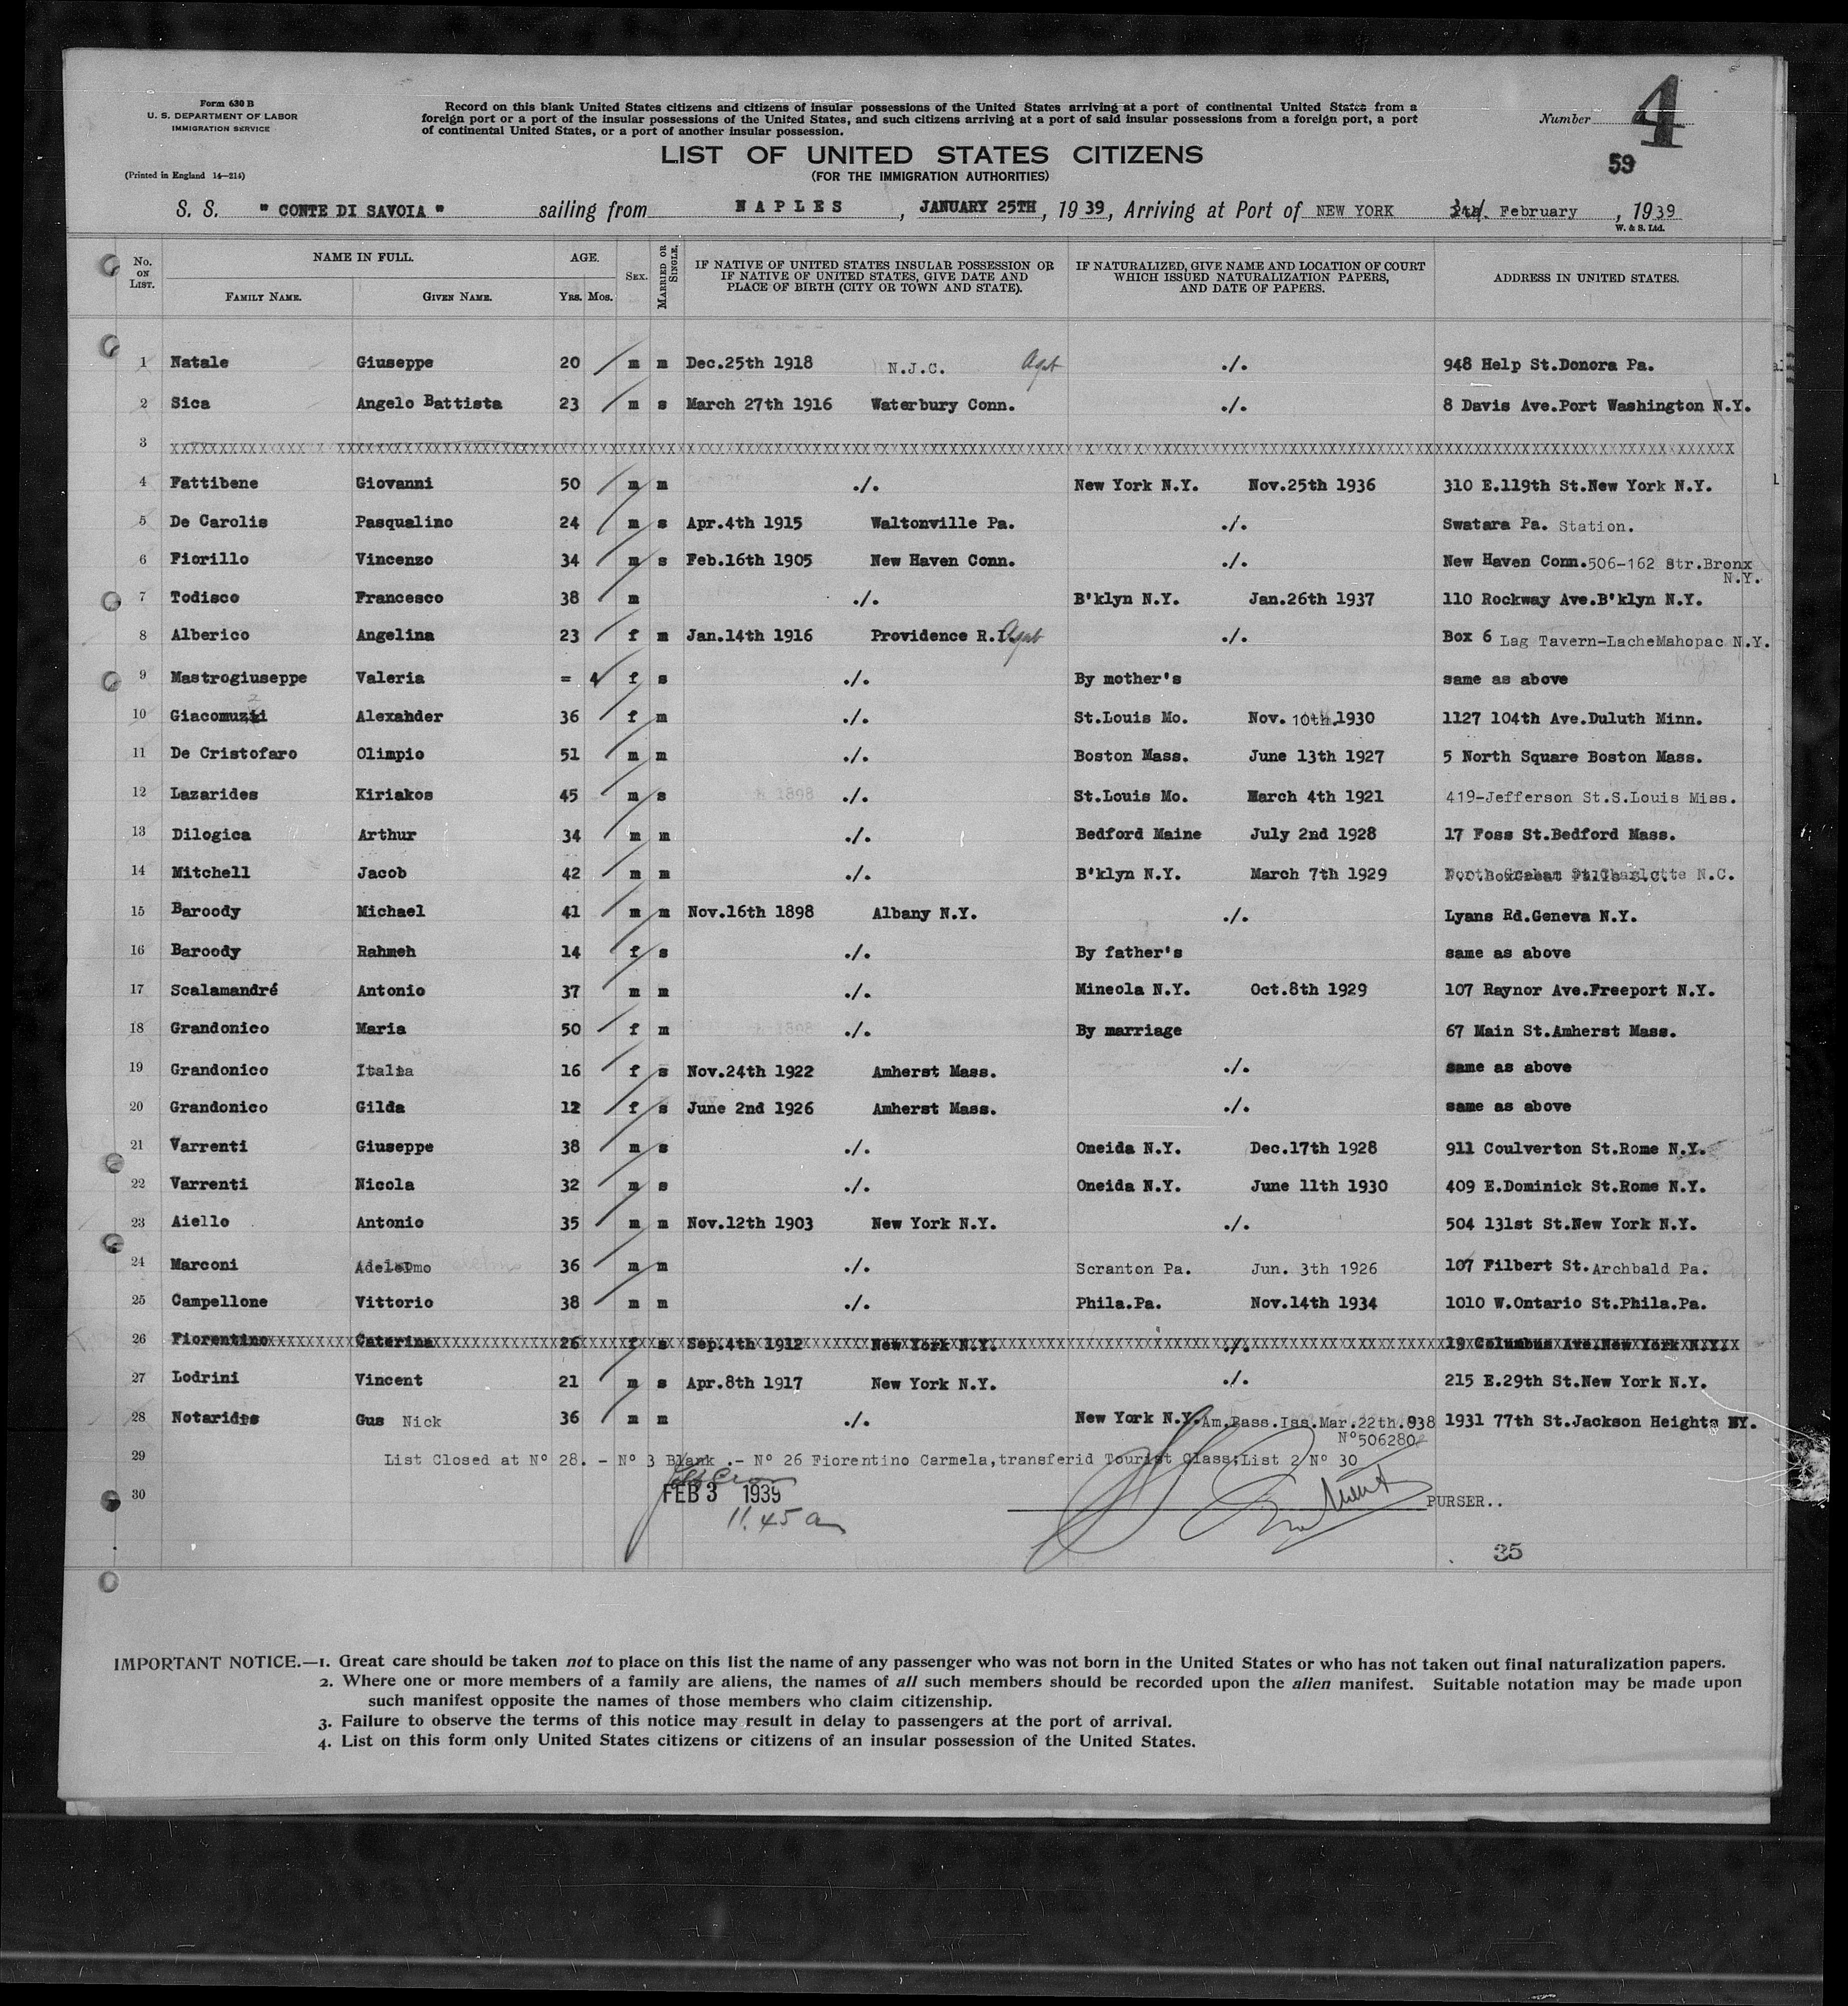 Form 630 B
U. S. DEPARTMENT OF LABOR
IMMIGRATION SERVICE
(Printed in England 14—214)
Record on this blank United States citizens and citizens of insular possessions of the United States arriving at a port of continental United States from a
foreign port or a port of the insular possessions of the United States, and such citizens arriving at a port of said insular possessions from a foreign port, a port
of continental United States, or a port of another insular possession.
Number 4
LIST OF UNITED STATES CITIZENS
(FOR THE IMMIGRATION AUTHORITIES)
59
S. S. " CONTE DI SAVOIA " sailing from NAPLES, JANUARY 25TH, 1939, Arriving at Port of NEW YORK February, 1939
W. & S. Ltd.
No. ON LIST. NAME IN FULL. FAMILY NAME. GIVEN NAME. AGE. YRS. MOS. SEX. MARRIED OR SINGLE. IF NATIVE OF UNITED STATES INSULAR POSSESSION OR IF NATIVE OF UNITED STATES, GIVE DATE AND PLACE OF BIRTH (CITY OR TOWN AND STATE). IF NATURALIZED, GIVE NAME AND LOCATION OF COURT WHICH ISSUED NATURALIZATION PAPERS, AND DATE OF PAPERS. ADDRESS IN UNITED STATES.
1 Natale Giuseppe 20 m m Dec.25th 1918 N.J.C. ./. 948 Help St.Donora Pa.
2 Sica Angelo Battista 23 m s March 27th 1916 Waterbury Conn. ./. 8 Davis Ave.Port Washington N.Y.
3
4 Fattibene Giovanni 50 m m ./. New York N.Y. Nov.25th 1936 310 E.119th St.New York N.Y.
5 De Carolis Pasqualino 24 m s Apr.4th 1915 Waltonville Pa. ./. Swatara Pa. Station.
6 Fiorillo Vincenzo 34 m s Feb.16th 1905 New Haven Conn. ./. New Haven Conn.506-162 Str.Bronx N.Y.
7 Todisco Francesco 38 m ./. B'klyn N.Y. Jan.26th 1937 110 Rockway Ave.B'klyn N.Y.
8 Alberico Angelina 23 f m Jan.14th 1916 Providence R.I. ./. Box 6 Lag Tavern-LacheMahopac N.Y.
9 Mastrogiuseppe Valeria = 4 f s ./. By mother's same as above
10 Giacomuzzi Alexander 36 f m ./. St.Louis Mo. Nov. 10th.1930 1127 104th Ave.Duluth Minn.
11 De Cristofaro Olimpio 51 m m ./. Boston Mass. June 13th 1927 5 North Square Boston Mass.
12 Lazarides Kiriakos 45 m s ./. St.Louis Mo. March 4th 1921 419-Jefferson St.S.Louis Miss.
13 Dilogica Arthur 34 m m ./. Bedford Maine July 2nd 1928 17 Foss St.Bedford Mass.
14 Mitchell Jacob 42 m m ./. B'klyn N.Y. March 7th 1929 North Graham St.Charlotte N.C.
15 Baroody Michael 41 m m Nov.16th 1898 Albany N.Y. ./. Lyans Rd.Geneva N.Y.
16 Baroody Rahmeh 14 f s ./. By father's same as above
17 Scalamandré Antonio 37 m m ./. Mineola N.Y. Oct.8th 1929 107 Raynor Ave.Freeport N.Y.
18 Grandonico Maria 50 f m ./. By marriage 67 Main St.Amherst Mass.
19 Grandonico Italia 16 f s Nov.24th 1922 Amherst Mass. ./. same as above
20 Grandonico Gilda 12 f s June 2nd 1926 Amherst Mass. ./. same as above
21 Varrenti Giuseppe 38 m s ./. Oneida N.Y. Dec.17th 1928 911 Coulverton St.Rome N.Y.
22 Varrenti Nicola 32 m s ./. Oneida N.Y. June 11th 1930 409 E.Dominick St.Rome N.Y.
23 Aiello Antonio 35 m m Nov.12th 1903 New York N.Y. ./. 504 131st St.New York N.Y.
24 Marconi 36 m m ./. Scranton Pa. Jun. 3th 1926 107 Filbert St.Archbald Pa.
25 Campellone Vittorio 38 m m ./. Phila.Pa. Nov.14th 1934 1010 W.Ontario St.Phila.Pa.
26 Fiorentino Caterina 26 f s Sep.4th 1912 New York N.Y. ./. 19 Columbus Ave.New York N.Y.
27 Lodrini Vincent 21 m s Apr.8th 1917 New York N.Y. ./. 215 E.29th St.New York N.Y.
28 Notarides Gus Nick 36 m m ./. New York N.Y.Am.Pass.Iss.Mar.22th.938 Nº506280 1931 77th St.Jackson Heights NY.
29 List Closed at Nº 28. - Nº 3 Blank .- Nº 26 Fiorentino Carmela,transferid Tourist Class;List 2 Nº 30
30 FEB 3 1939
11.45 a
PURSER..
35
IMPORTANT NOTICE.—1. Great care should be taken not to place on this list the name of any passenger who was not born in the United States or who has not taken out final naturalization papers.
2. Where one or more members of a family are aliens, the names of all such members should be recorded upon the alien manifest. Suitable notation may be made upon
such manifest opposite the names of those members who claim citizenship.
3. Failure to observe the terms of this notice may result in delay to passengers at the port of arrival.
4. List on this form only United States citizens or citizens of an insular possession of the United States.